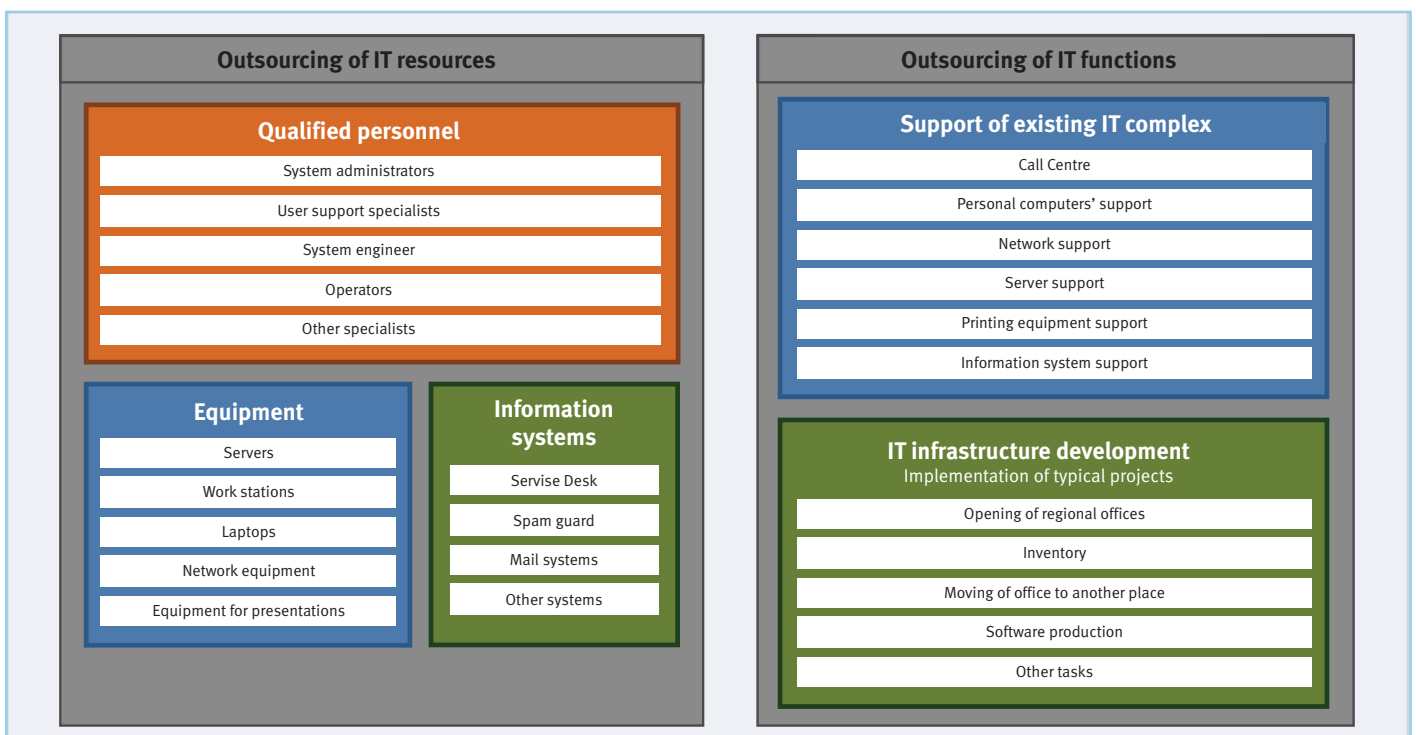 Outsourcing of IT resources
Qualified personnel
System administrators
User support specialists
System engineer
Operators
Other specialists
Equipment
Servers
Work stations
Laptops
Network equipment
Equipment for presentations
Information
systems
Servise Desk
Spam guard
Mail systems
Other systems
Outsourcing of IT functions
Support of existing IT complex
Call Centre
Personal computers’ support
Network support
Server support
Printing equipment support
Information system support
IT infrastructure development
Implementation of typical projects
Opening of regional offices
Inventory
Moving of office to another place
Software production
Other tasks